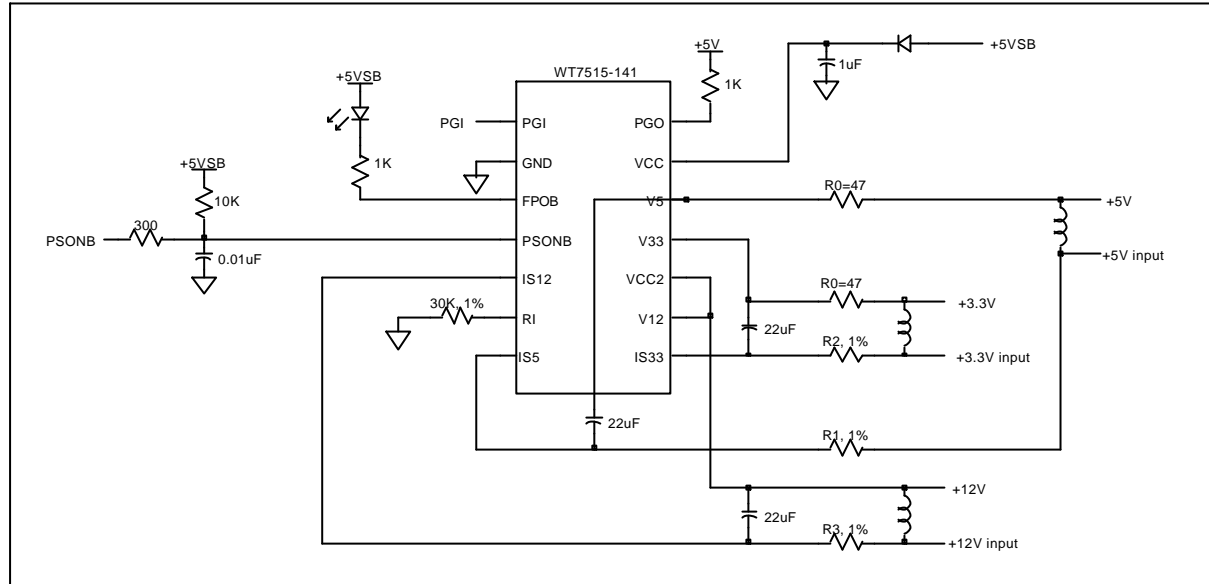 +5V
+5VSB
1uF
WT7515-141
+5VSB
1K
PGI
PGI
PGO
GND
VCC
1K
+5VSB
R0=47
FPOB
V5
+5V
10K
300
PSONB
PSONB
V33
+5V input
0.01uF
IS12
VCC2
R0=47
30K, 1%
+3.3V
RI
V12
22uF
R2, 1%
IS5
IS33
+3.3V input
22uF
R1, 1%
+12V
22uF
R3, 1%
+12V input